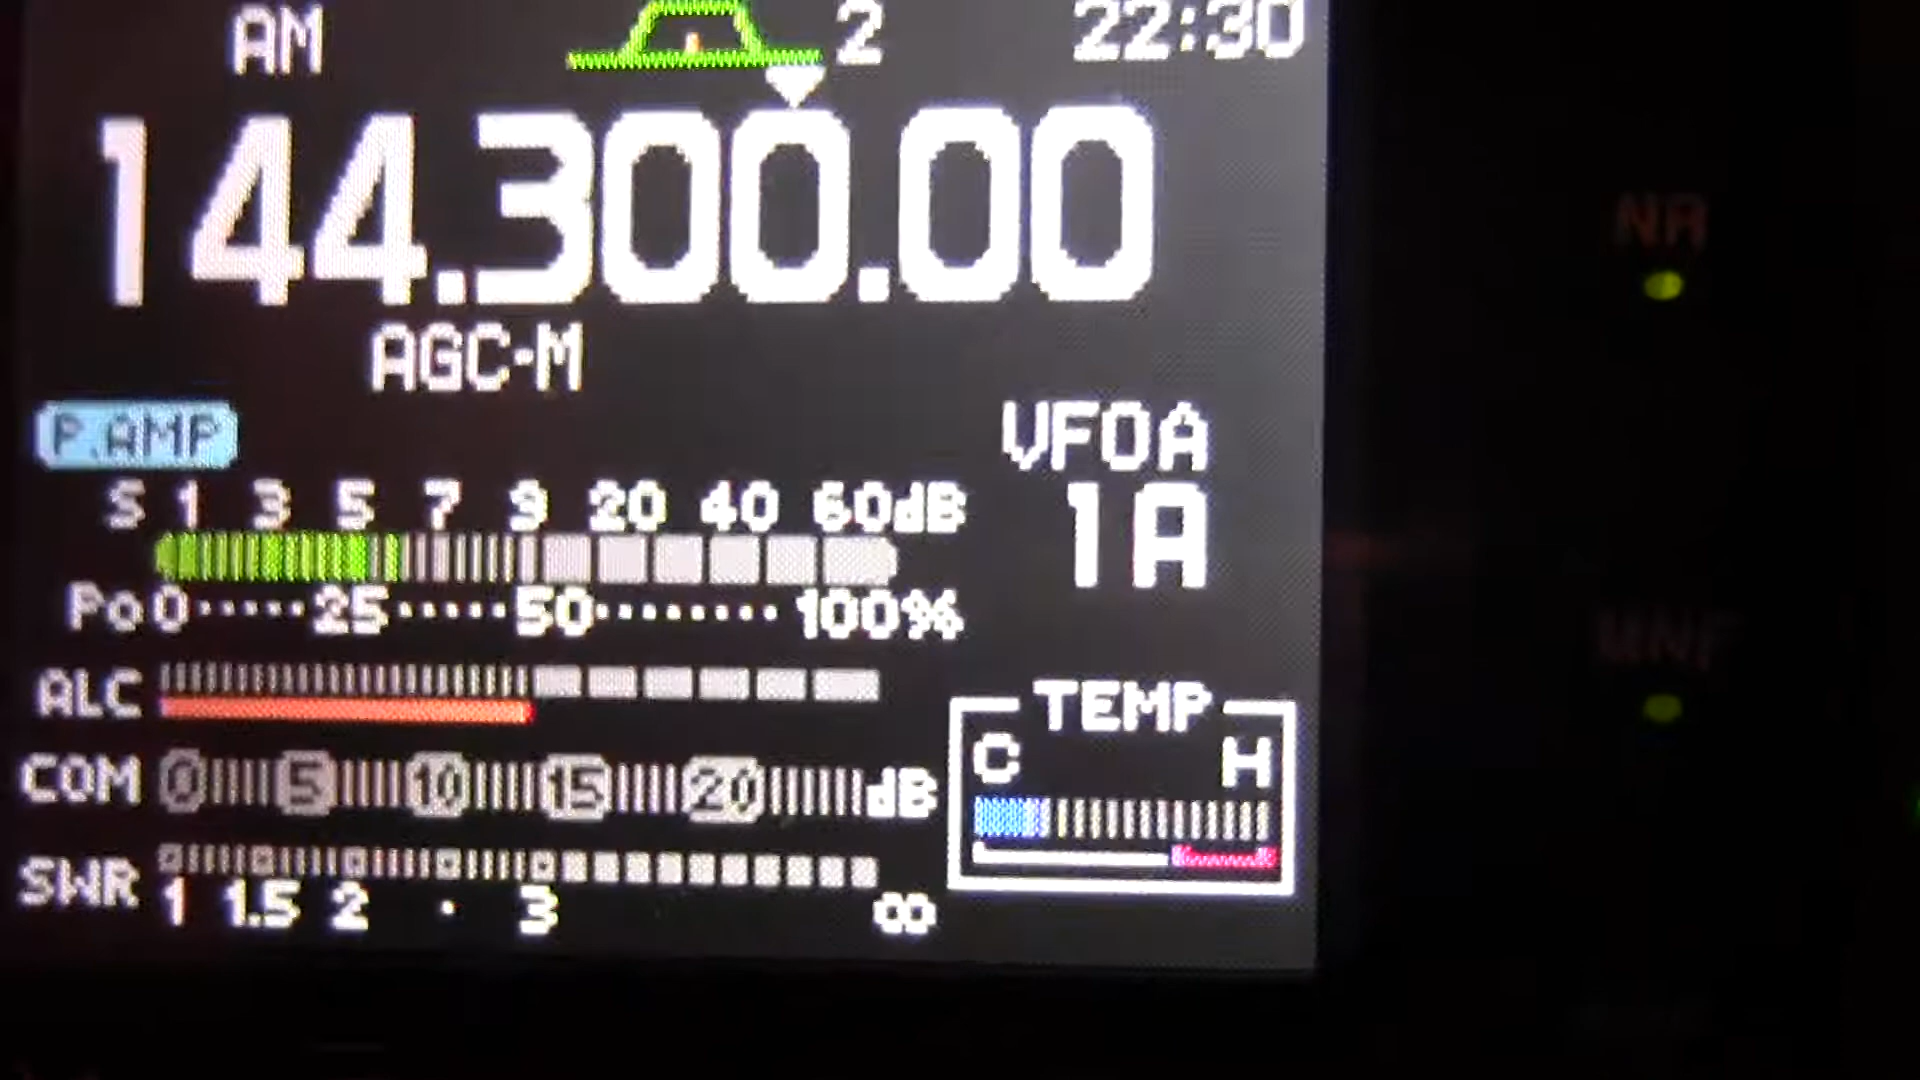 AM 2 22:30
144.300.00
AGC-M
P.AMP
VFOA
1A
S 1 3 5 7 9 20 40 60dB
Po 0 25 50 100%
ALC
COM 0 5 10 15 20 dB
SWR 1 1.5 2 · 3 ∞
TEMP
C H
NR
MNF